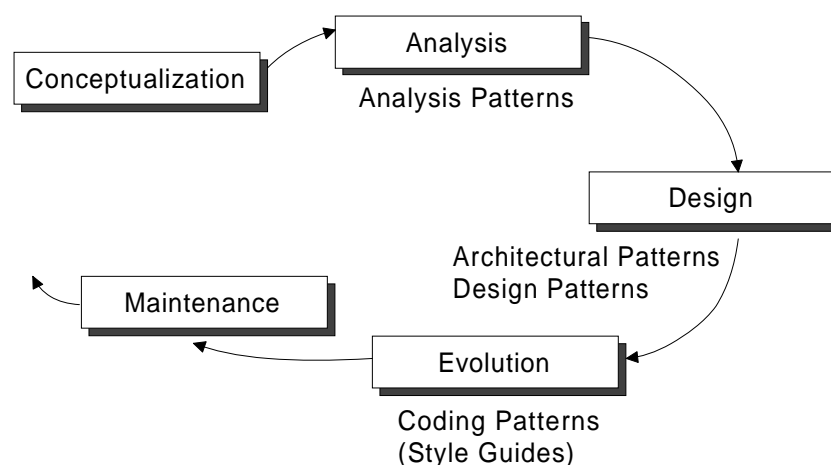 Conceptualization
Analysis
Analysis Patterns
Design
Architectural Patterns
Design Patterns
Evolution
Coding Patterns
(Style Guides)
Maintenance